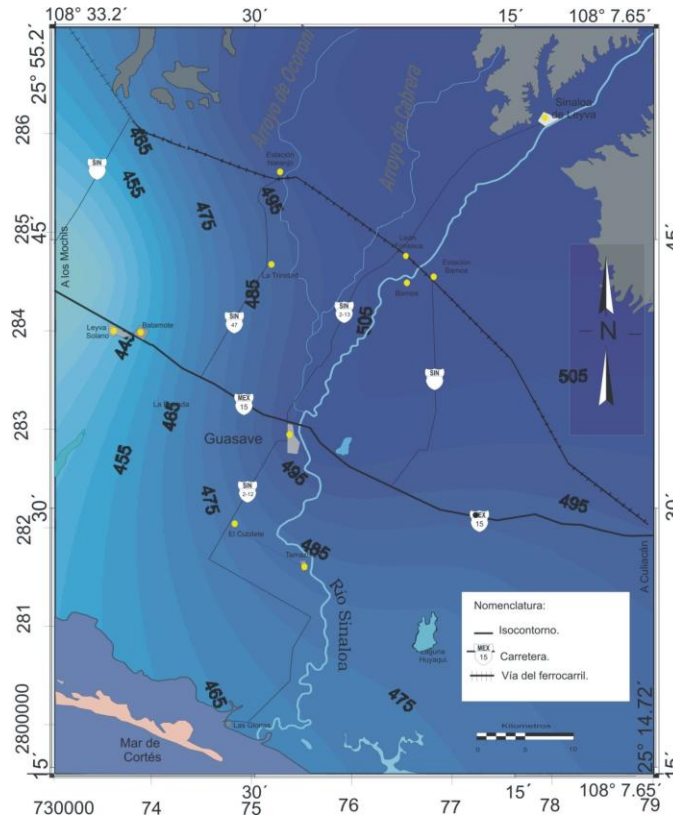 108° 33.2´
30´
15´
108° 7.65´
25° 55.2´
286
285
284
283
282
281
2800000
45´
30´
15´
45´
30´
25° 14.72´
Arroyo de Ocoroni
Arroyo de Cabrera
Sinaloa
de Leyva
SIN
465
455
475
Estación
Naranjo
495
A los Mochis
La Trinidad
485
SIN
47
SIN
2-13
505
León
Fonseca
Estación
Bamoa
Bamoa
SIN
N
505
Leyva
Solano
Batamote
445
465
MEX
15
Guasave
455
495
475
SIN
2-12
El Cubilete
485
495
MEX
15
A Culiacán
Río Sinaloa
Laguna
Huyaqui
465
475
Las Glorias
Mar de
Cortés
Nomenclatura:
Isocontorno.
MEX
15
Carretera.
Vía del ferrocarril.
Kilometros
0
5
10
730000
74
75
76
77
78
79
15´
108° 7.65´
30´